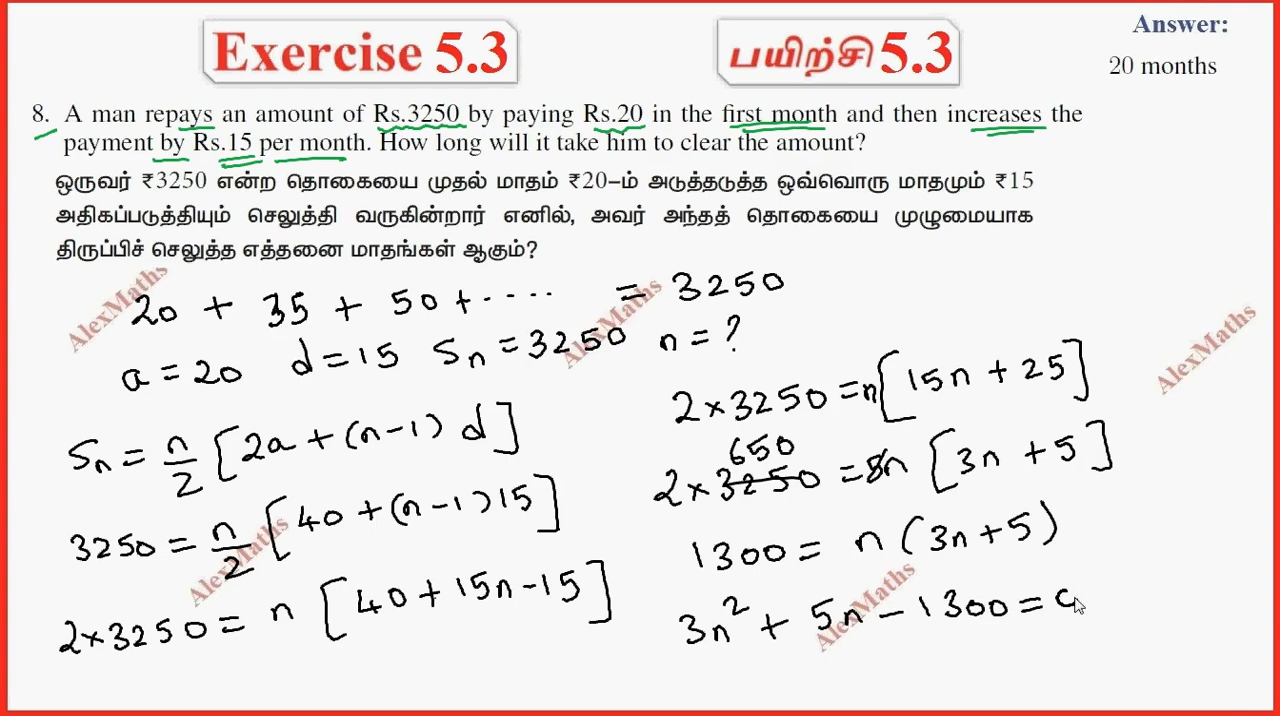 Exercise 5.3
பயிற்சி 5.3
Answer:
20 months
8. A man repays an amount of Rs.3250 by paying Rs.20 in the first month and then increases the
payment by Rs.15 per month. How long will it take him to clear the amount?
ஒருவர் ₹3250 என்ற தொகையை முதல் மாதம் ₹20–ம் அடுத்தடுத்த ஒவ்வொரு மாதமும் ₹15
அதிகப்படுத்தியும் செலுத்தி வருகின்றார் எனில், அவர் அந்தத் தொகையை முழுமையாக
திருப்பிச் செலுத்த எத்தனை மாதங்கள் ஆகும்?
20 + 35 + 50 + ···· = 3250
a = 20 d = 15 Sn = 3250 n = ?
Sn = n/2 [2a + (n-1) d]
3250 = n/2 [40 + (n-1) 15]
2×3250 = n [40 + 15n - 15]
2×3250 = n [15n + 25]
650
2×3250 = 5n [3n + 5]
1300 = n (3n+5)
3n² + 5n - 1300 = 0
AlexMaths
AlexMaths
AlexMaths
AlexMaths
AlexMaths